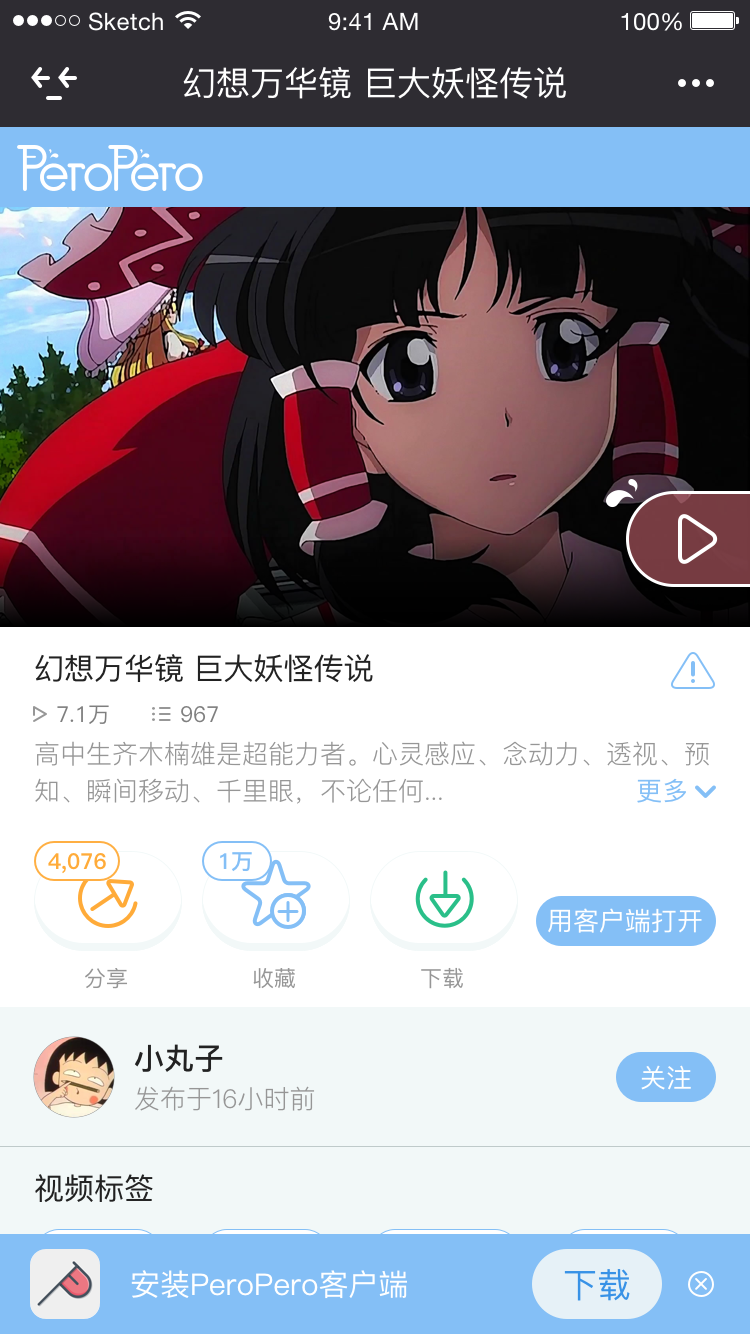 Sketch 9:41 AM 100%
幻想万华镜 巨大妖怪传说
PeroPero
幻想万华镜 巨大妖怪传说
7.1万 967
高中生齐木楠雄是超能力者。心灵感应、念动力、透视、预
知、瞬间移动、千里眼，不论任何...
更多
4,076 1万
用客户端打开
分享 收藏 下载
小丸子
发布于16小时前
关注
视频标签
安装PeroPero客户端
下载